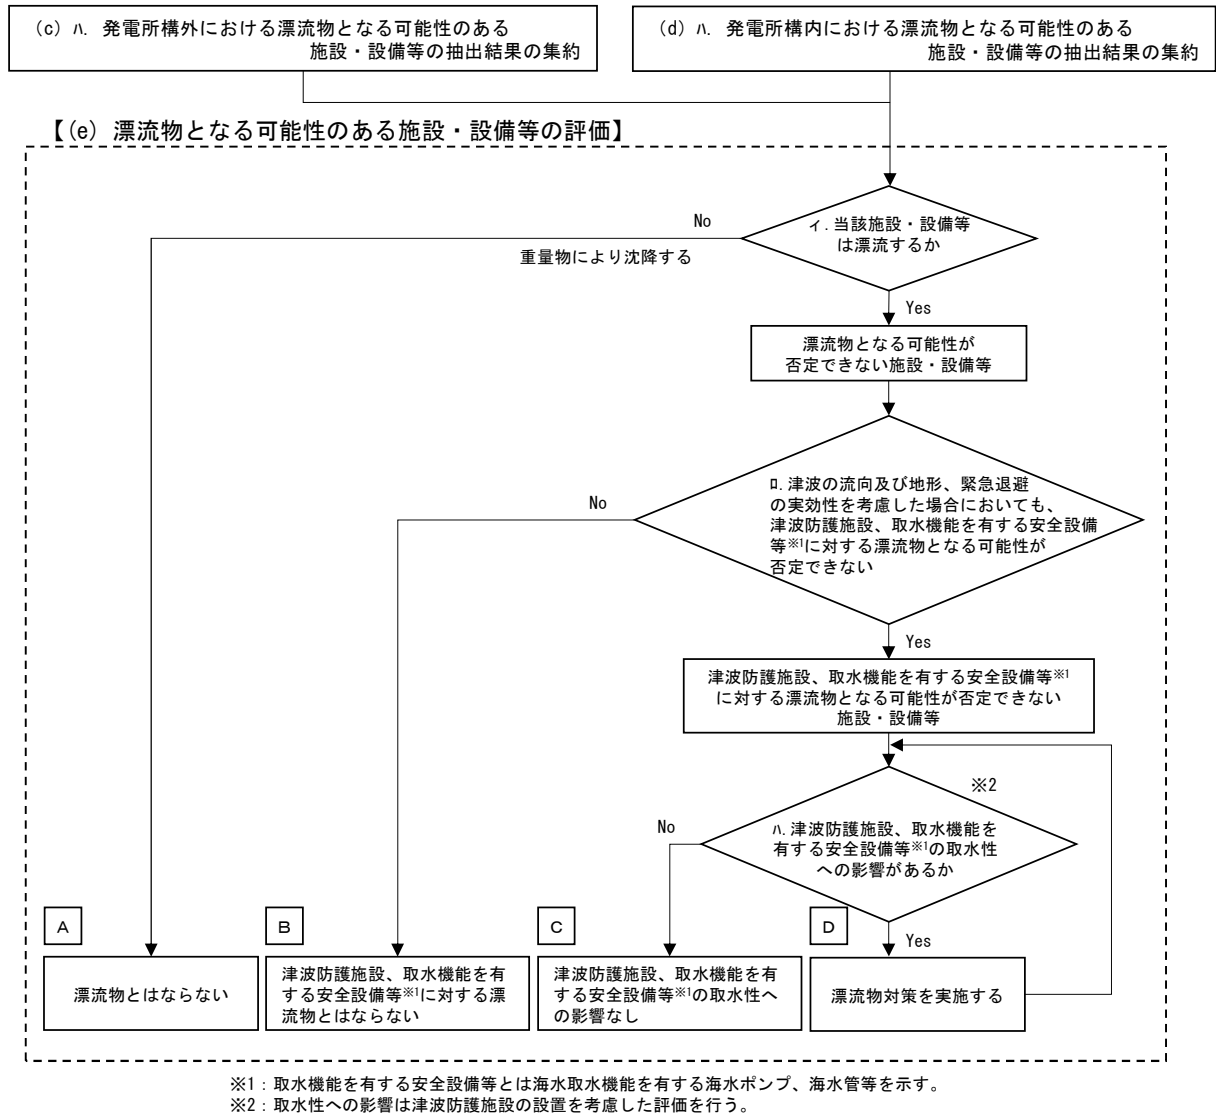 (c) ハ. 発電所構外における漂流物となる可能性のある
施設・設備等の抽出結果の集約
(d) ハ. 発電所構内における漂流物となる可能性のある
施設・設備等の抽出結果の集約
【(e) 漂流物となる可能性のある施設・設備等の評価】
イ. 当該施設・設備等
は漂流するか
No
重量物により沈降する
Yes
漂流物となる可能性が
否定できない施設・設備等
ロ. 津波の流向及び地形、緊急退避
の実効性を考慮した場合においても、
津波防護施設、取水機能を有する安全設備
等※1に対する漂流物となる可能性が
否定できない
No
Yes
津波防護施設、取水機能を有する安全設備等※1
に対する漂流物となる可能性が否定できない
施設・設備等
※2
ハ. 津波防護施設、取水機能を
有する安全設備等※1の取水性
への影響があるか
No
Yes
A
漂流物とはならない
B
津波防護施設、取水機能を有
する安全設備等※1に対する漂
流物とはならない
C
津波防護施設、取水機能を有
する安全設備等※1の取水性へ
の影響なし
D
漂流物対策を実施する
※1：取水機能を有する安全設備等とは海水取水機能を有する海水ポンプ、海水管等を示す。
※2：取水性への影響は津波防護施設の設置を考慮した評価を行う。